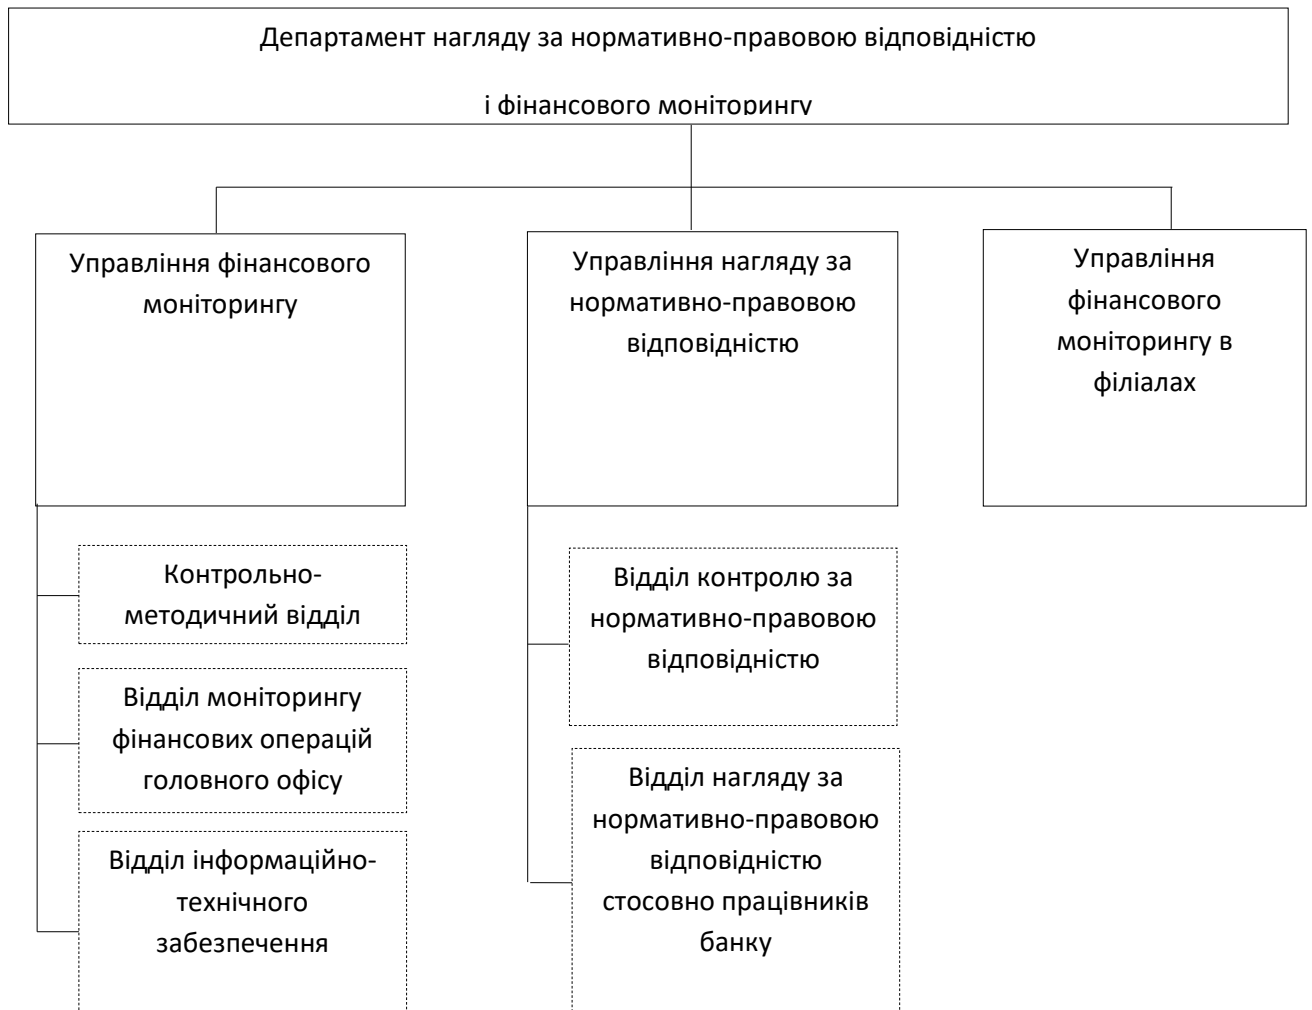 Департамент нагляду за нормативно-правовою відповідністю
і фінансового моніторингу
Управління фінансового
моніторингу
Управління нагляду за
нормативно-правовою
відповідністю
Управління
фінансового
моніторингу в
філіалах
Контрольно-
методичний відділ
Відділ моніторингу
фінансових операцій
головного офісу
Відділ інформаційно-
технічного
забезпечення
Відділ контролю за
нормативно-правовою
відповідністю
Відділ нагляду за
нормативно-правовою
відповідністю
стосовно працівників
банку